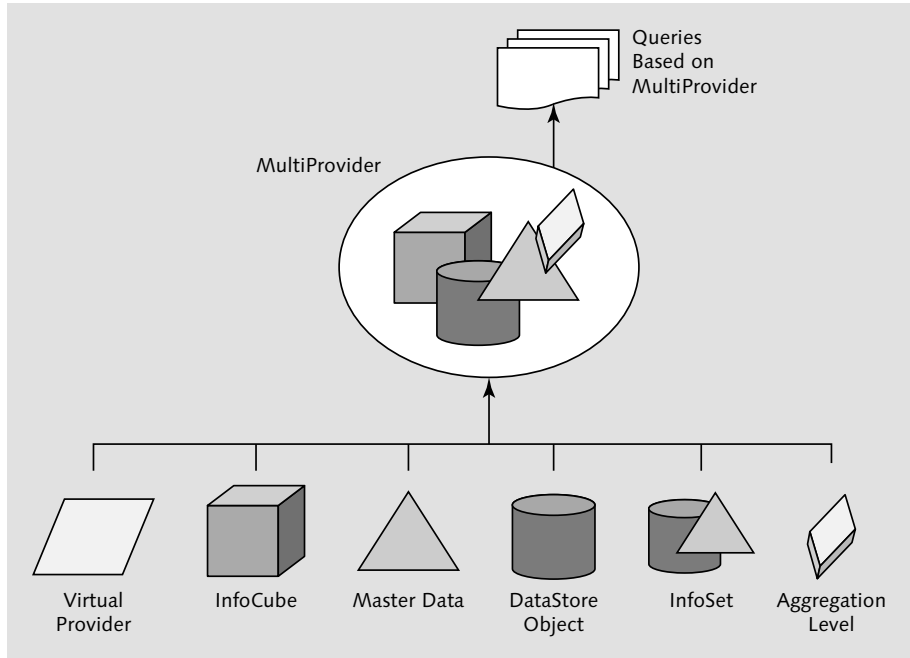 Queries
Based on
MultiProvider
MultiProvider
Virtual
Provider
InfoCube
Master Data
DataStore
Object
InfoSet
Aggregation
Level